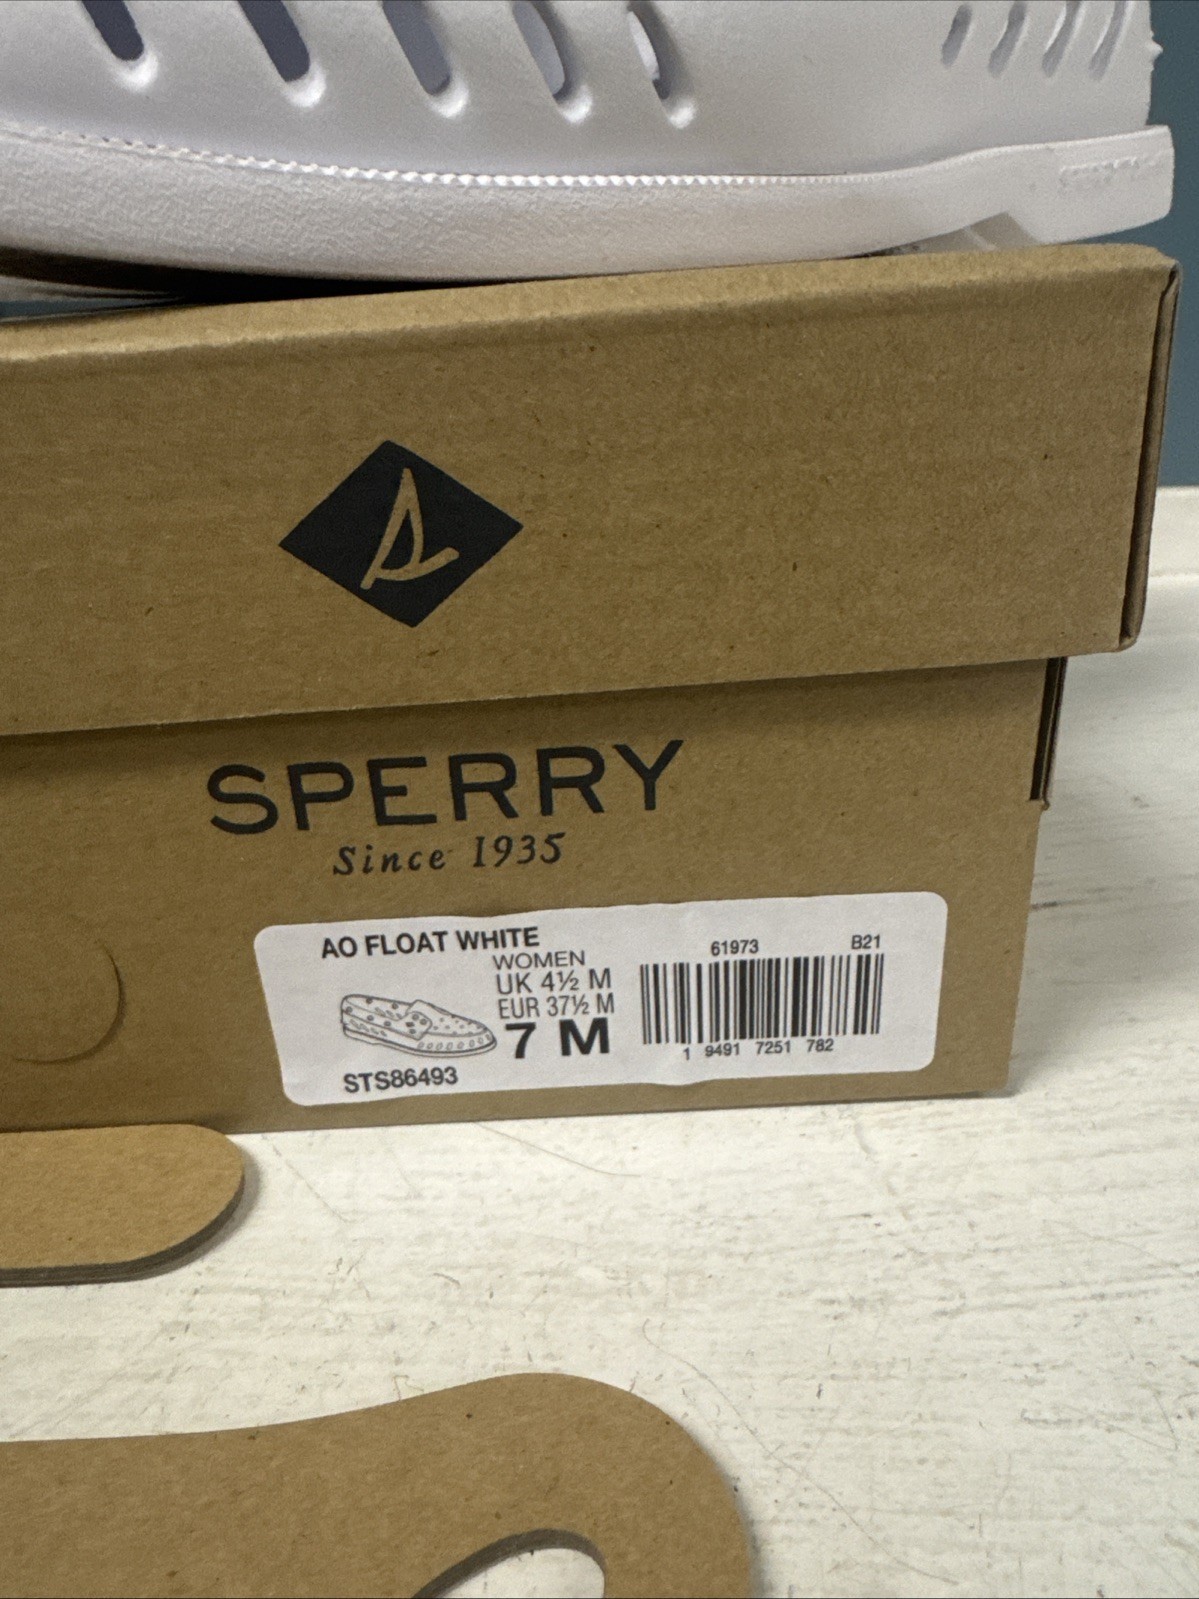 SPERRY
Since 1935
AO FLOAT WHITE
WOMEN
UK 4½ M
EUR 37½ M
7 M
STS86493
61973 B21
1 9491 7251 782